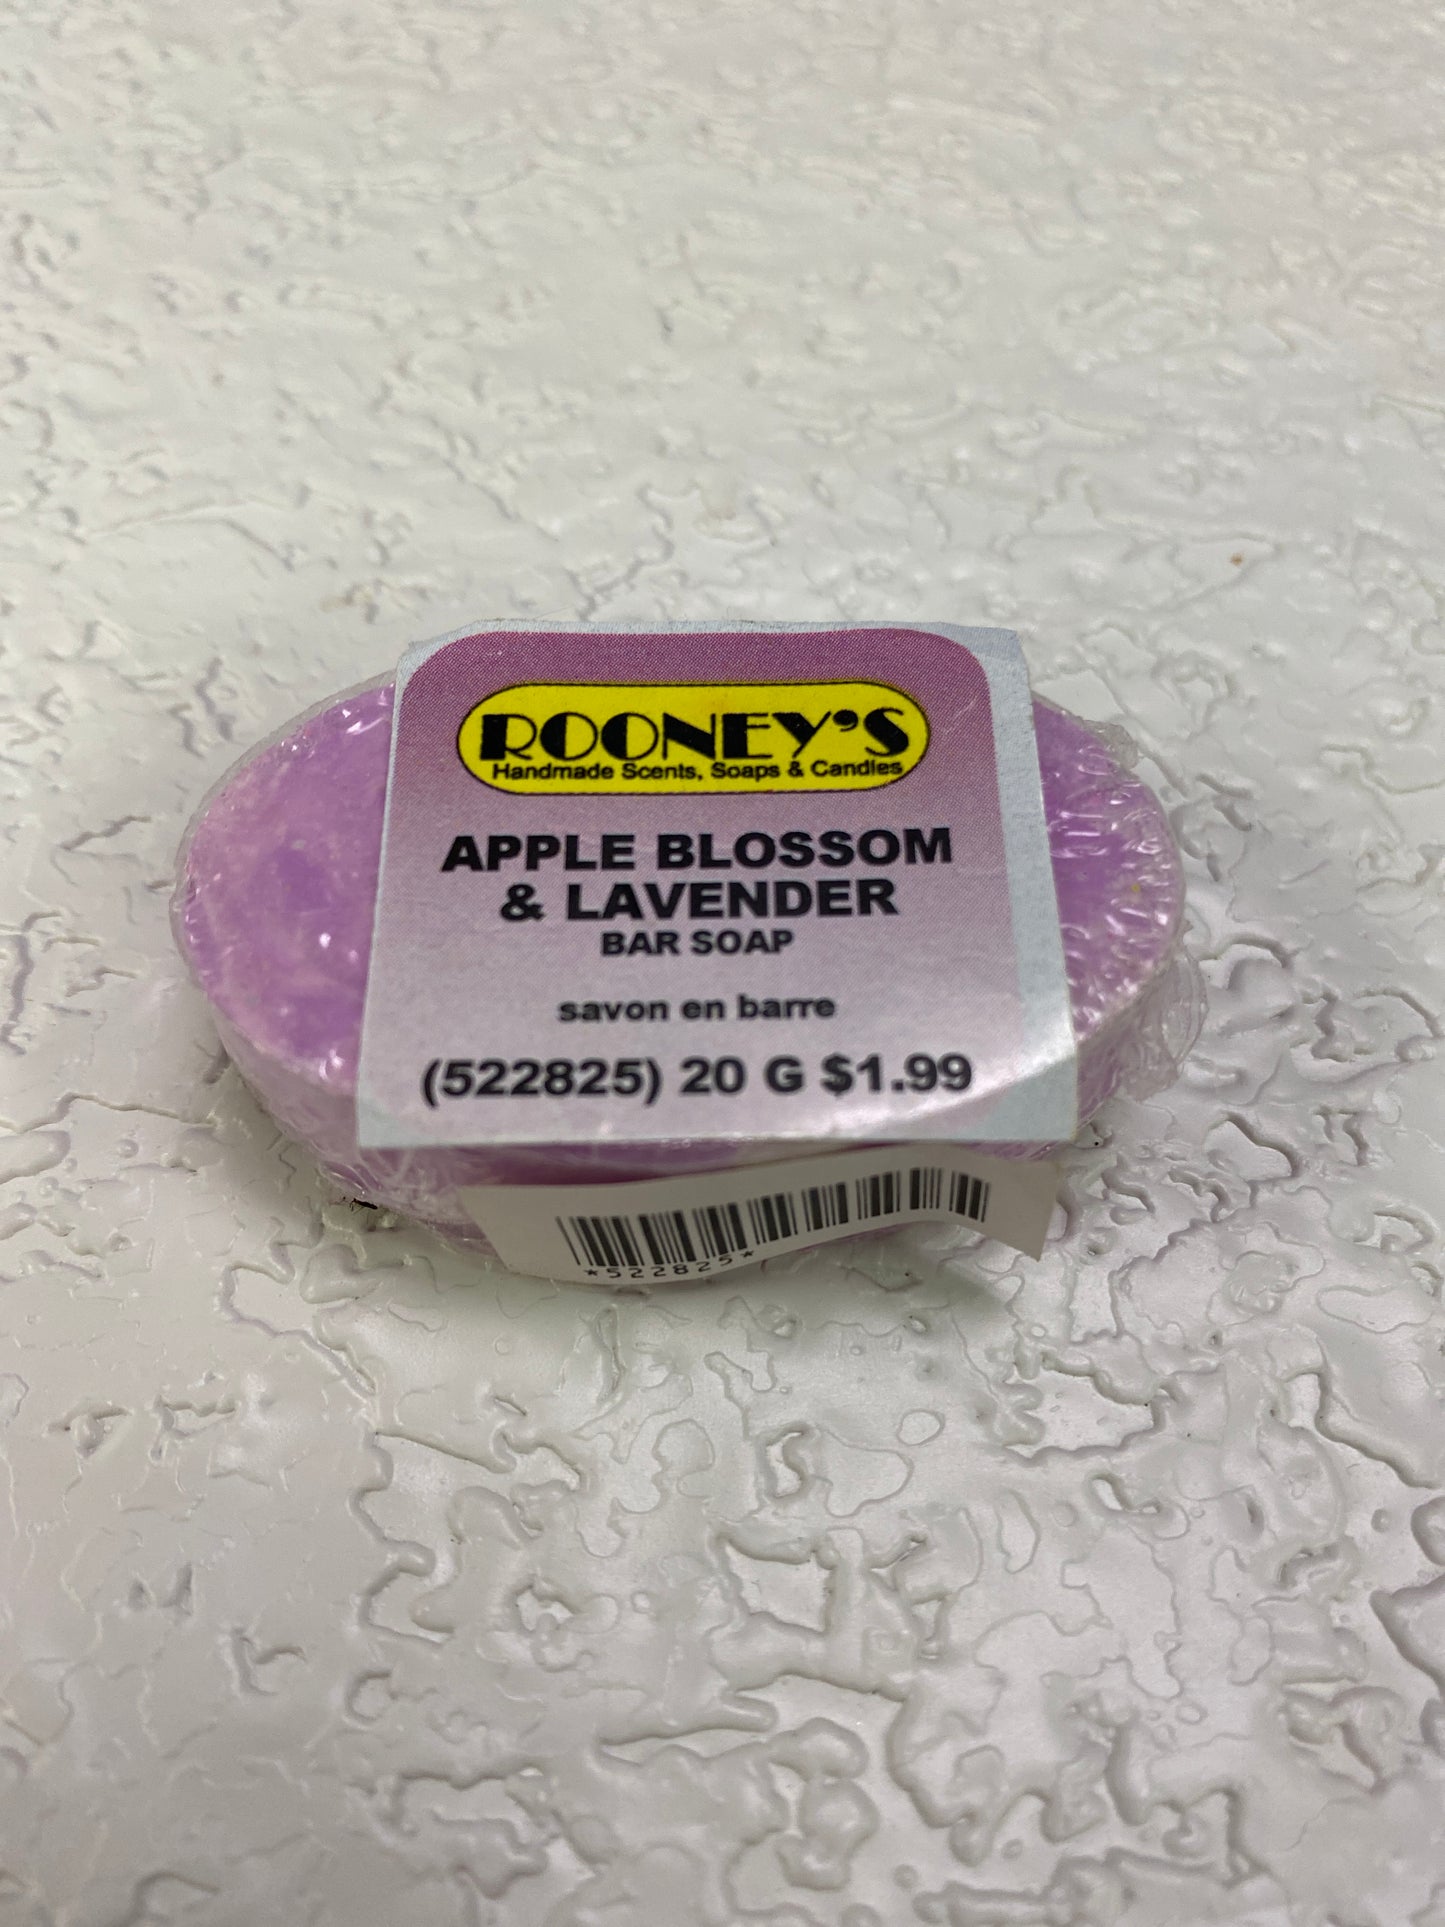 ROONEY'S
Handmade Scents, Soaps & Candles
APPLE BLOSSOM
& LAVENDER
BAR SOAP
savon en barre
(522825) 20 G $1.99
*522825*